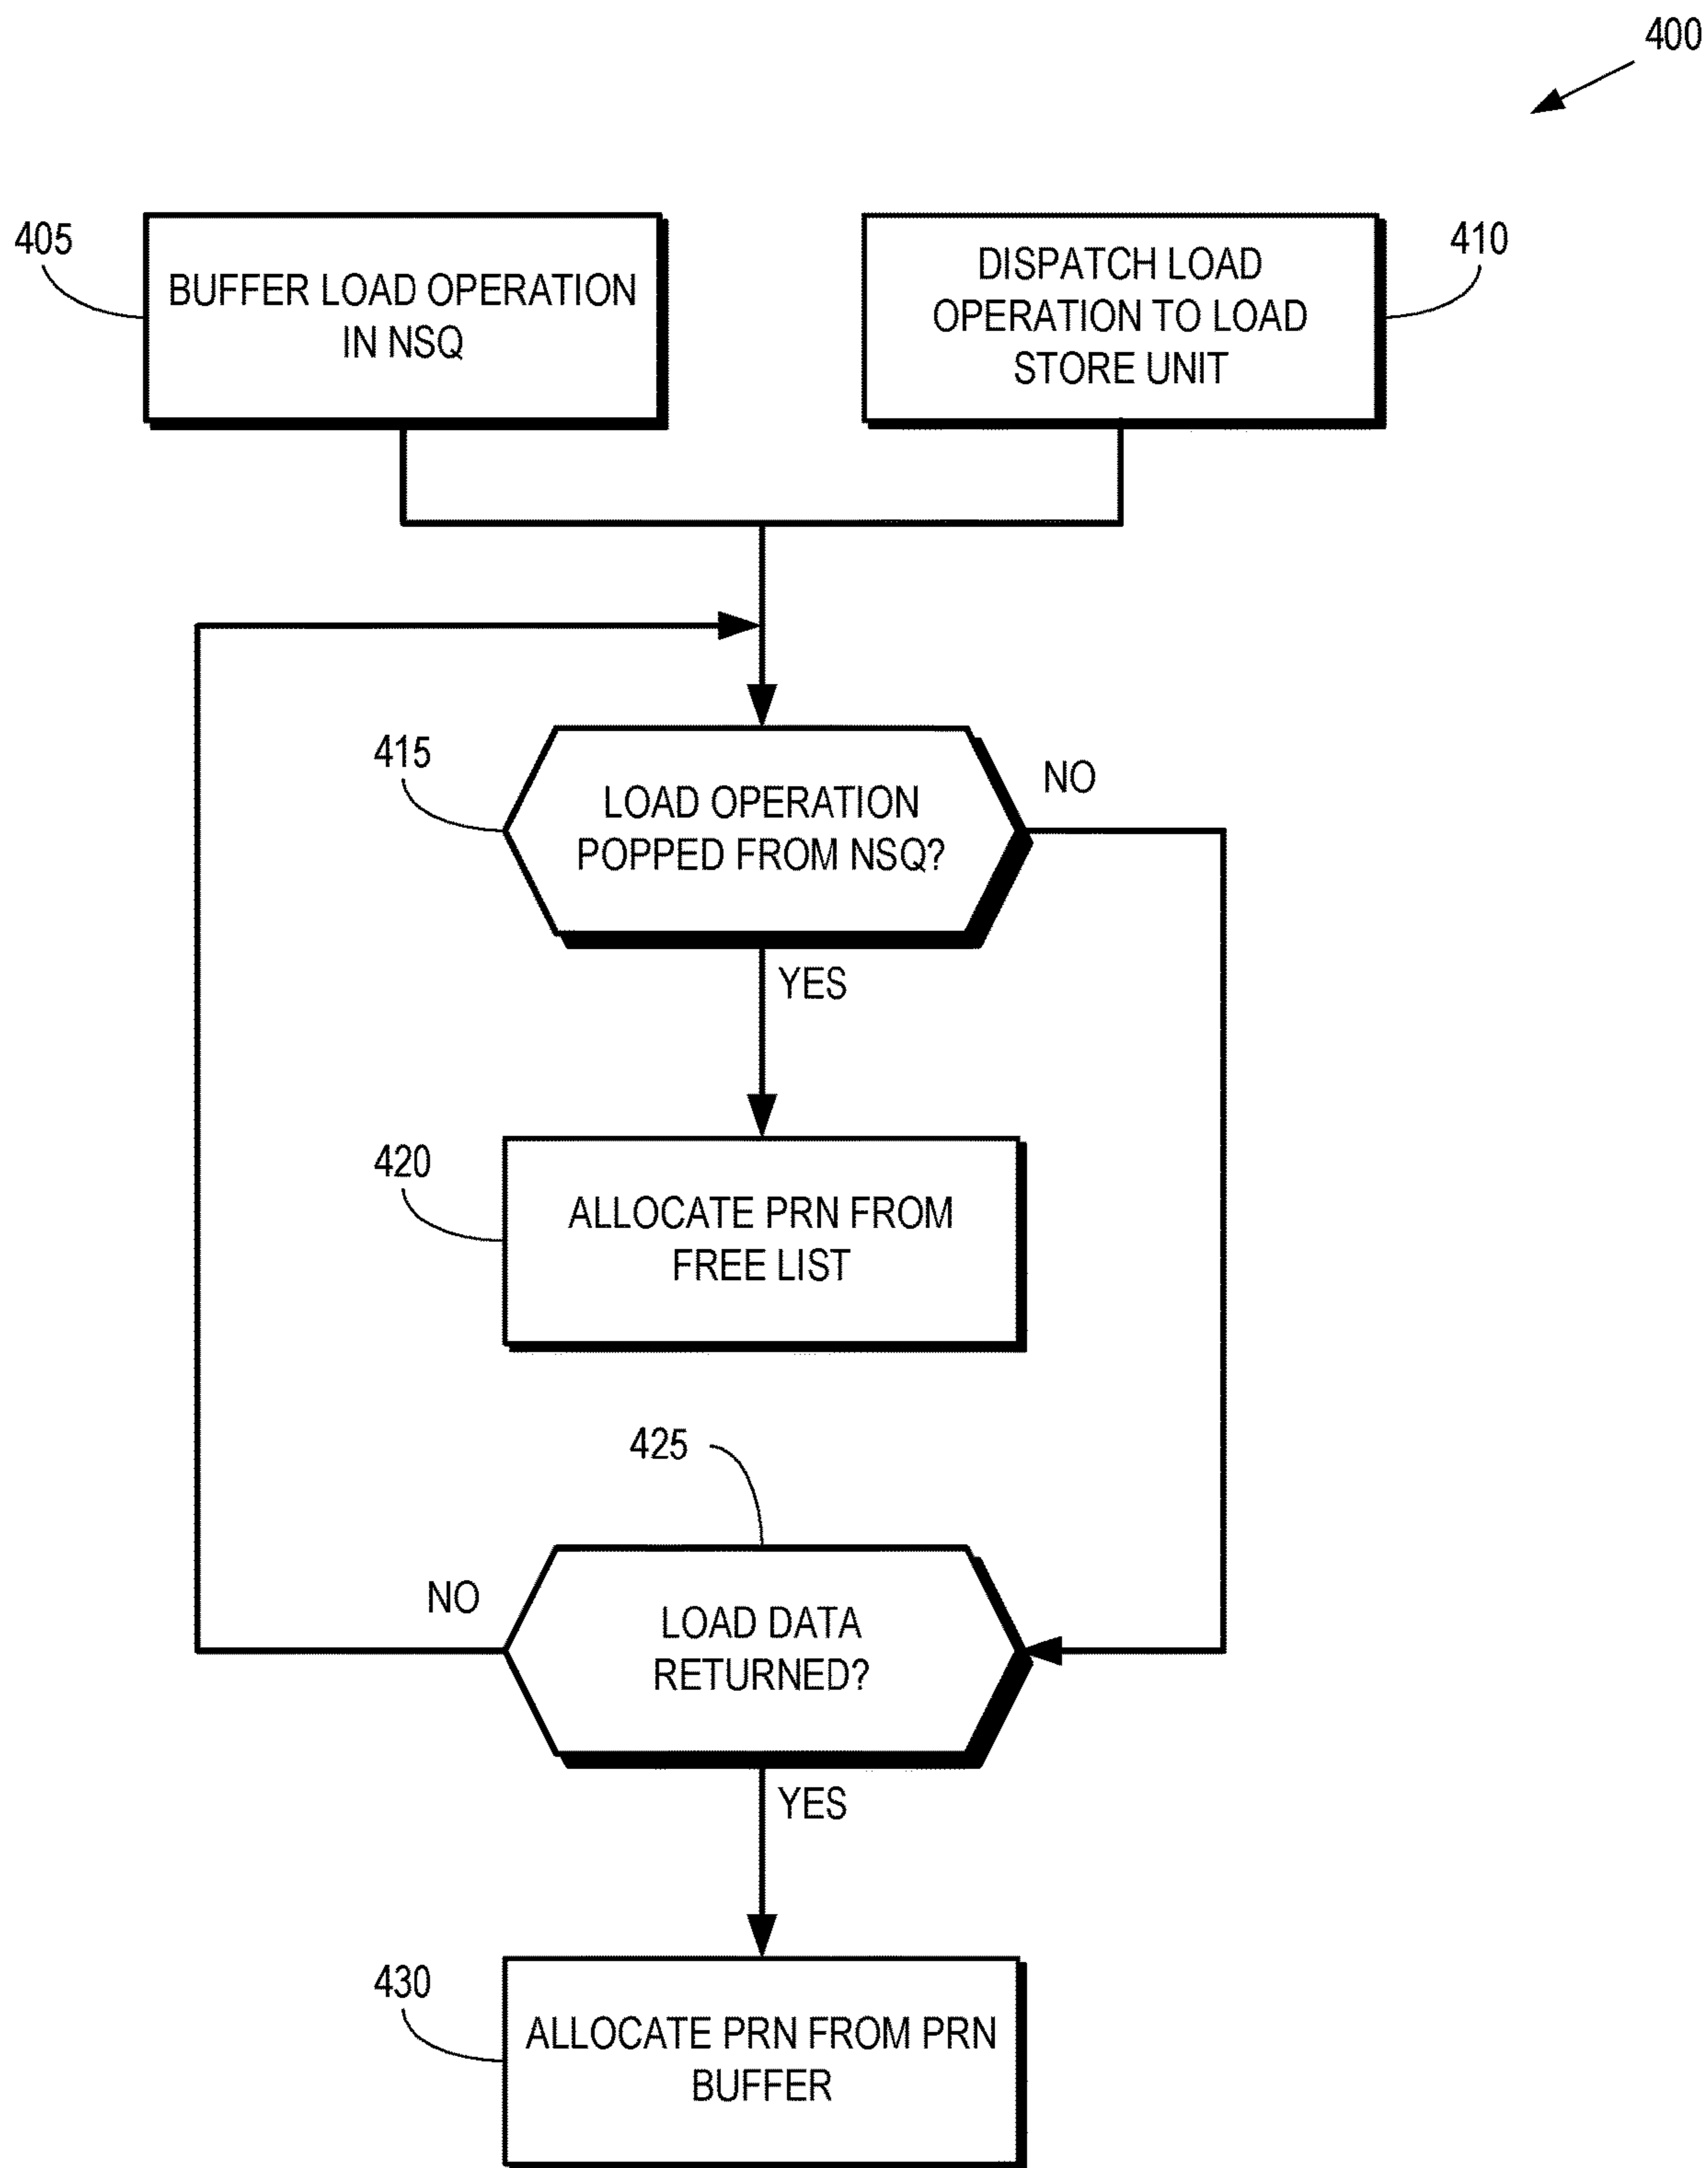 400
405
BUFFER LOAD OPERATION
IN NSQ
DISPATCH LOAD
OPERATION TO LOAD
STORE UNIT
410
415
LOAD OPERATION
POPPED FROM NSQ?
NO
YES
420
ALLOCATE PRN FROM
FREE LIST
425
NO
LOAD DATA
RETURNED?
YES
430
ALLOCATE PRN FROM PRN
BUFFER